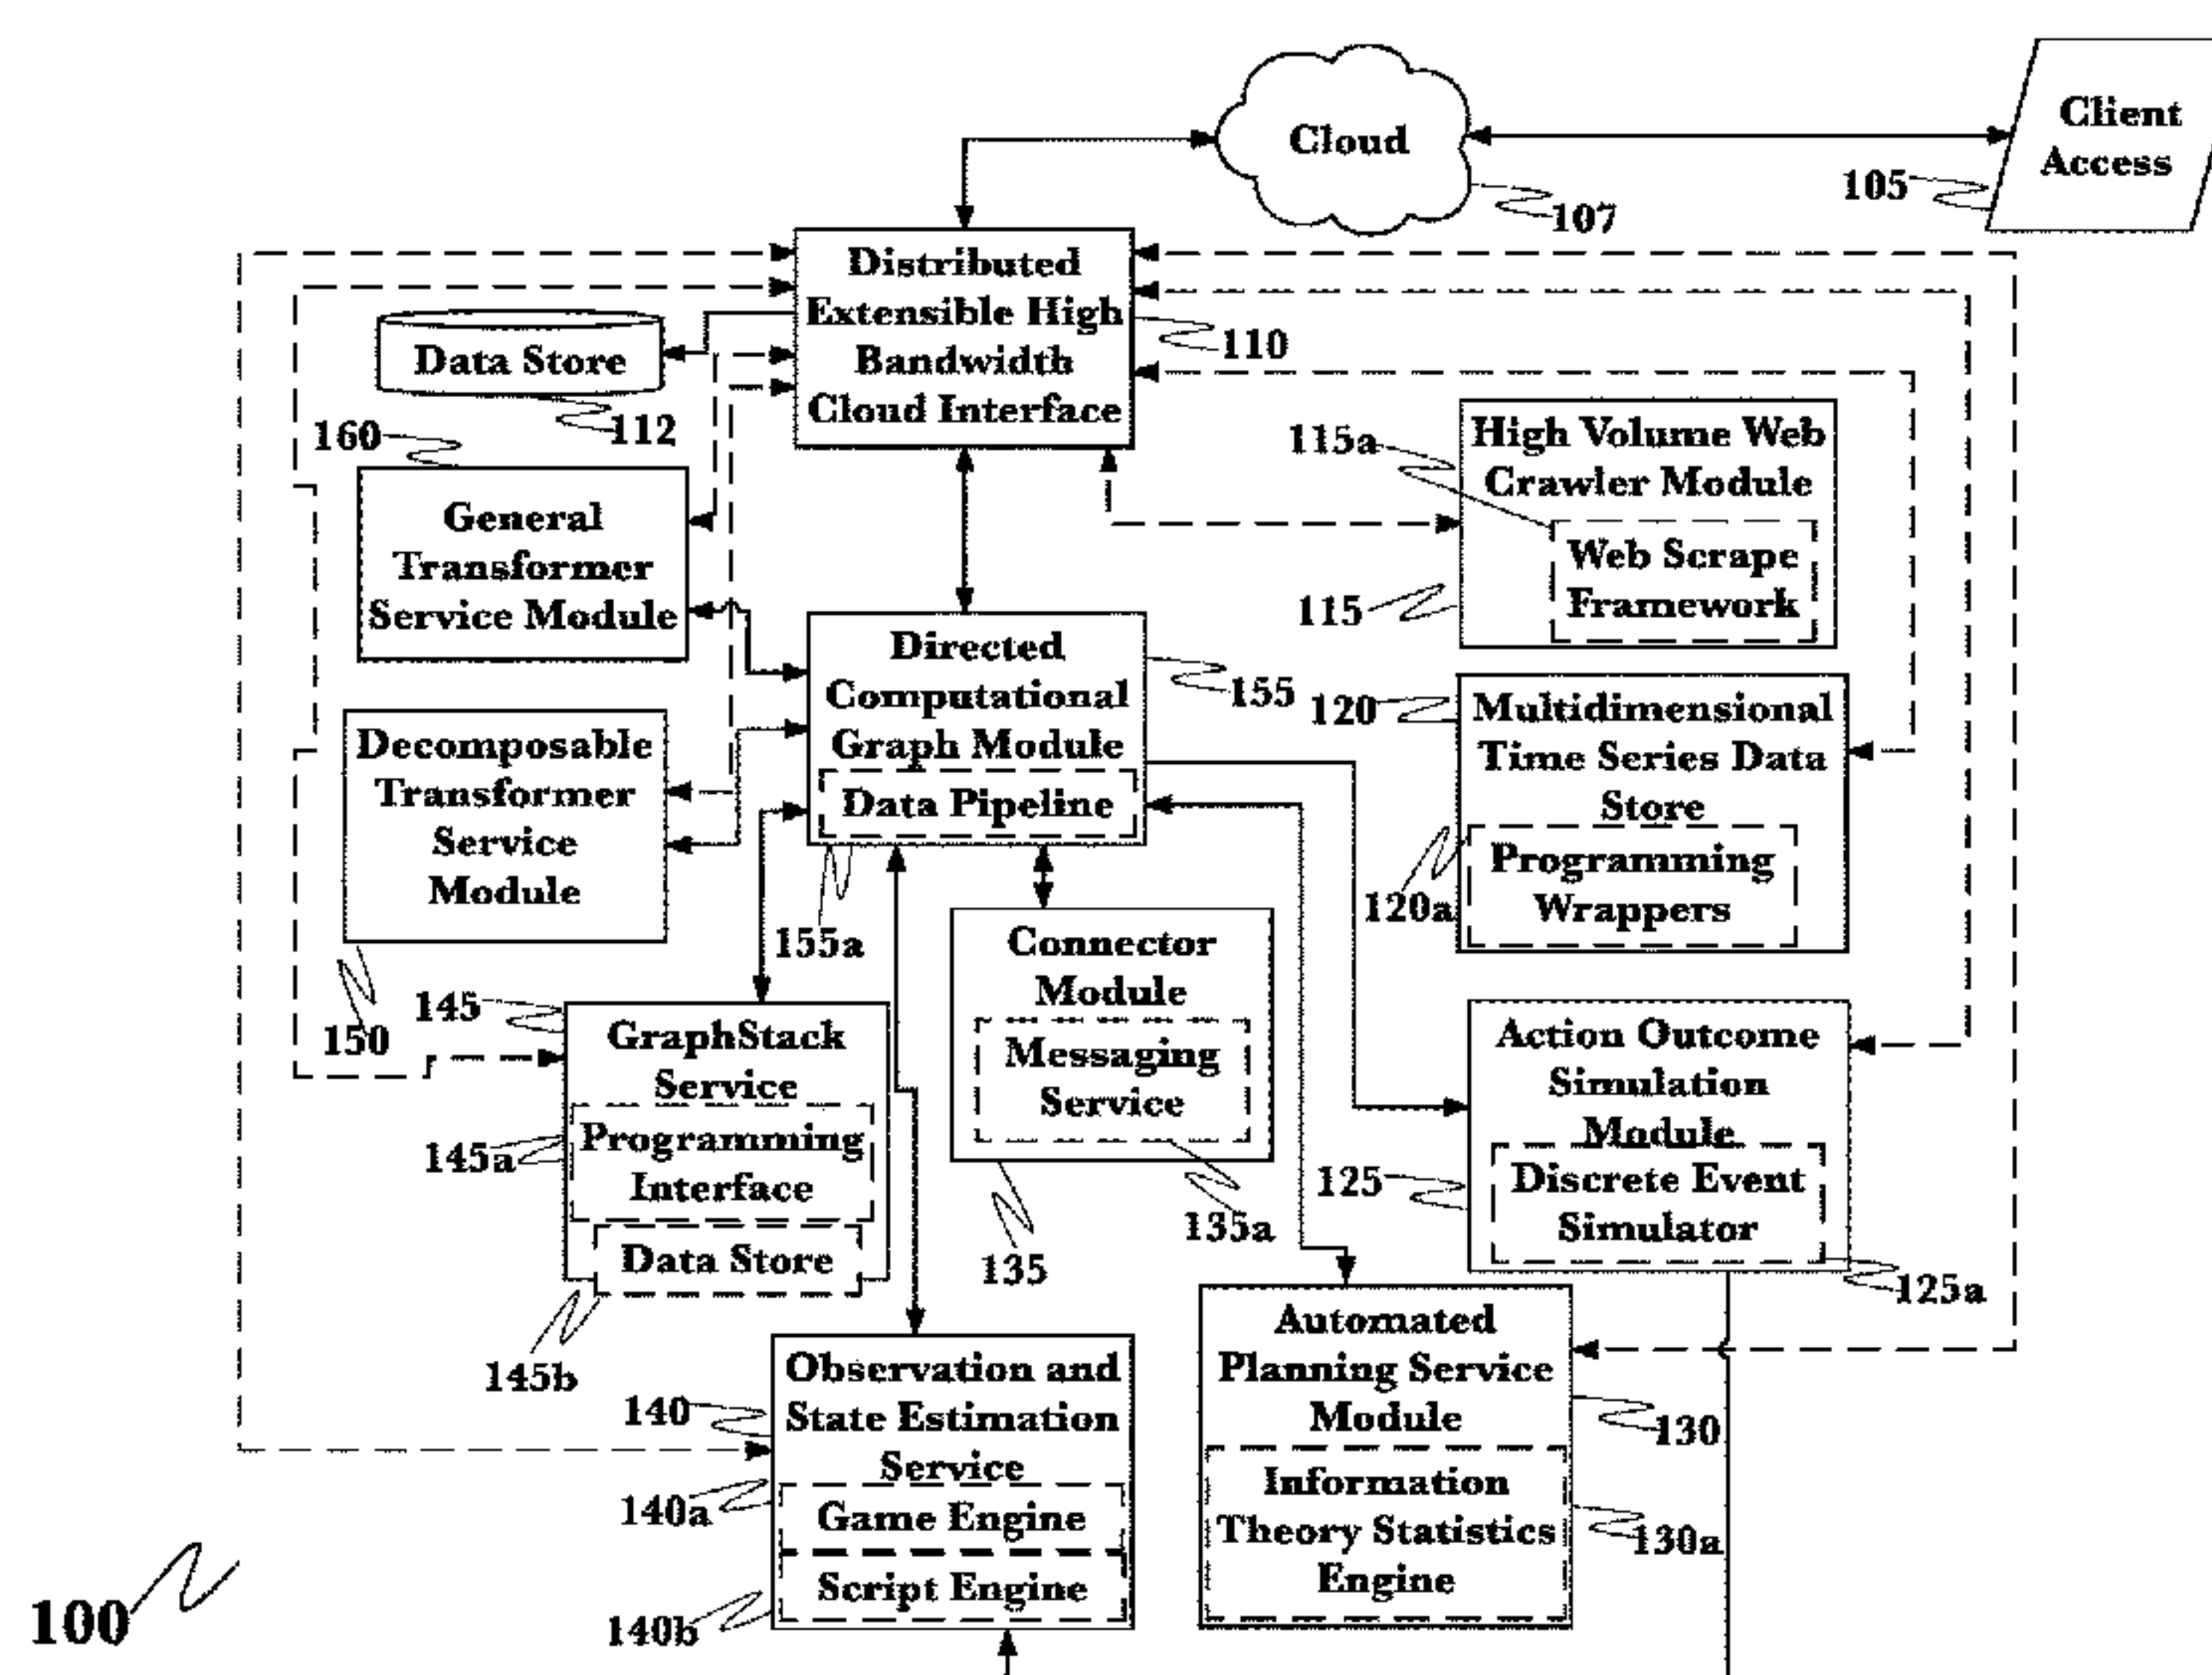 Client
Access
105
Cloud
107
Distributed
Extensible High
Bandwidth
Cloud Interface
110
Data Store
112
160
General
Transformer
Service Module
115a
High Volume Web
Crawler Module
Web Scrape
Framework
115
Directed
Computational
Graph Module
Data Pipeline
155
155a
120
Multidimensional
Time Series Data
Store
Programming
Wrappers
120a
Decomposable
Transformer
Service
Module
150
145
GraphStack
Service
Programming
Interface
145a
Data Store
145b
Connector
Module
Messaging
Service
135
135a
Action Outcome
Simulation
Module
Discrete Event
Simulator
125
125a
Observation and
State Estimation
Service
Game Engine
Script Engine
140
140a
140b
Automated
Planning Service
Module
Information
Theory Statistics
Engine
130
130a
100